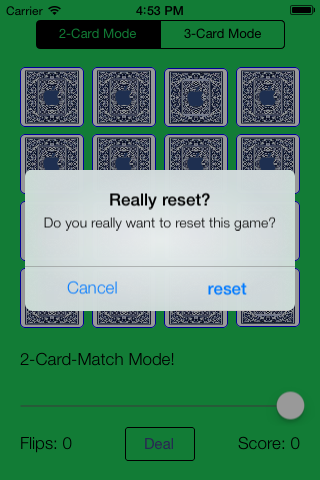 Carrier 4:53 PM
2-Card Mode 3-Card Mode
Really reset?
Do you really want to reset this game?
Cancel reset
2-Card-Match Mode!
Flips: 0 Deal Score: 0